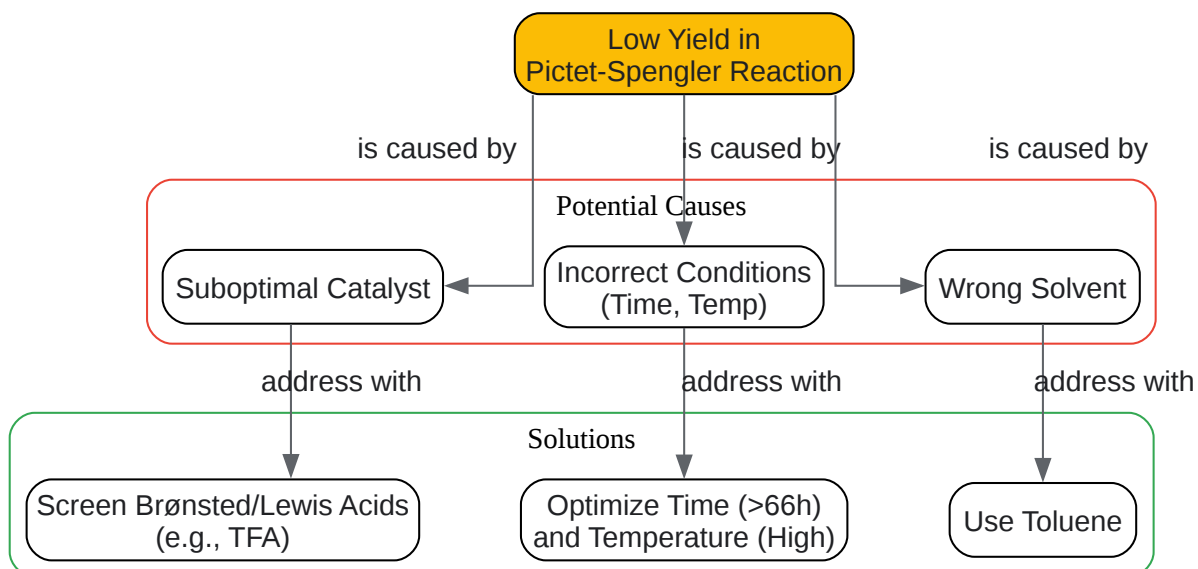 Low Yield in
Pictet-Spengler Reaction
is caused by
is caused by
is caused by
Potential Causes
Suboptimal Catalyst
Incorrect Conditions
(Time, Temp)
Wrong Solvent
address with
address with
address with
Solutions
Screen Brønsted/Lewis Acids
(e.g., TFA)
Optimize Time (>66h)
and Temperature (High)
Use Toluene